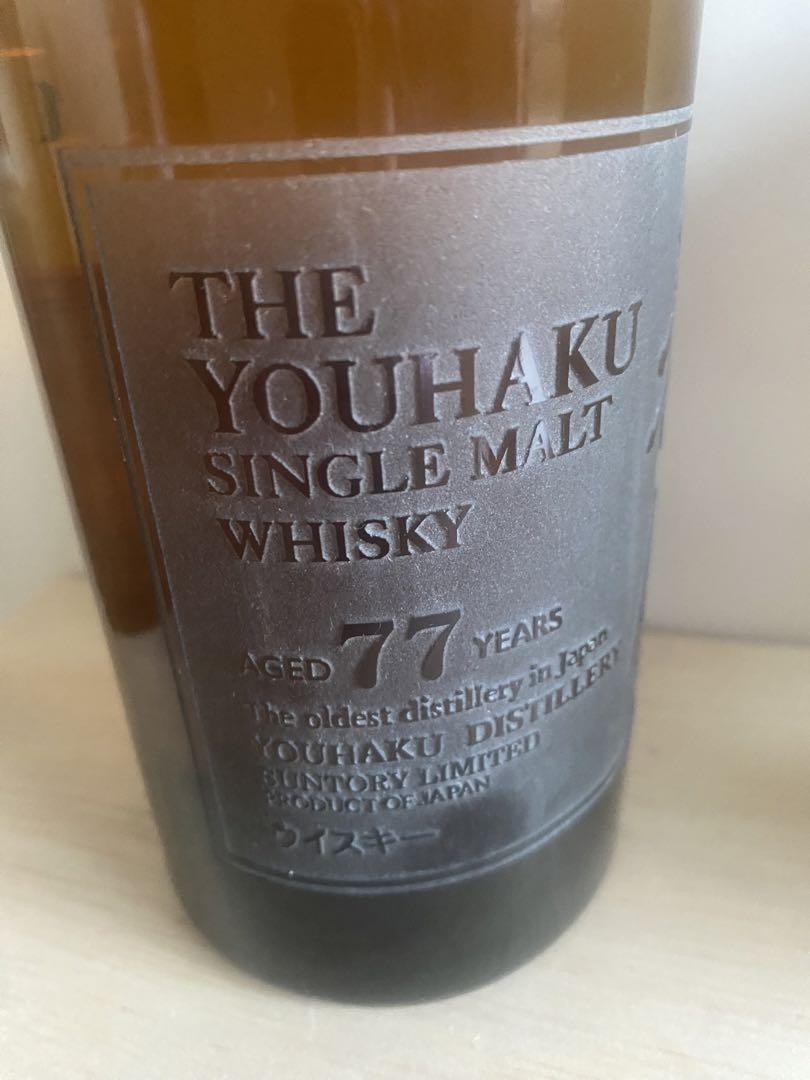 THE
YOUHAKU
SINGLE MALT
WHISKY
AGED 77 YEARS
The oldest distillery in Japan
YOUHAKU DISTILLERY
SUNTORY LIMITED
PRODUCT OF JAPAN
ウイスキー